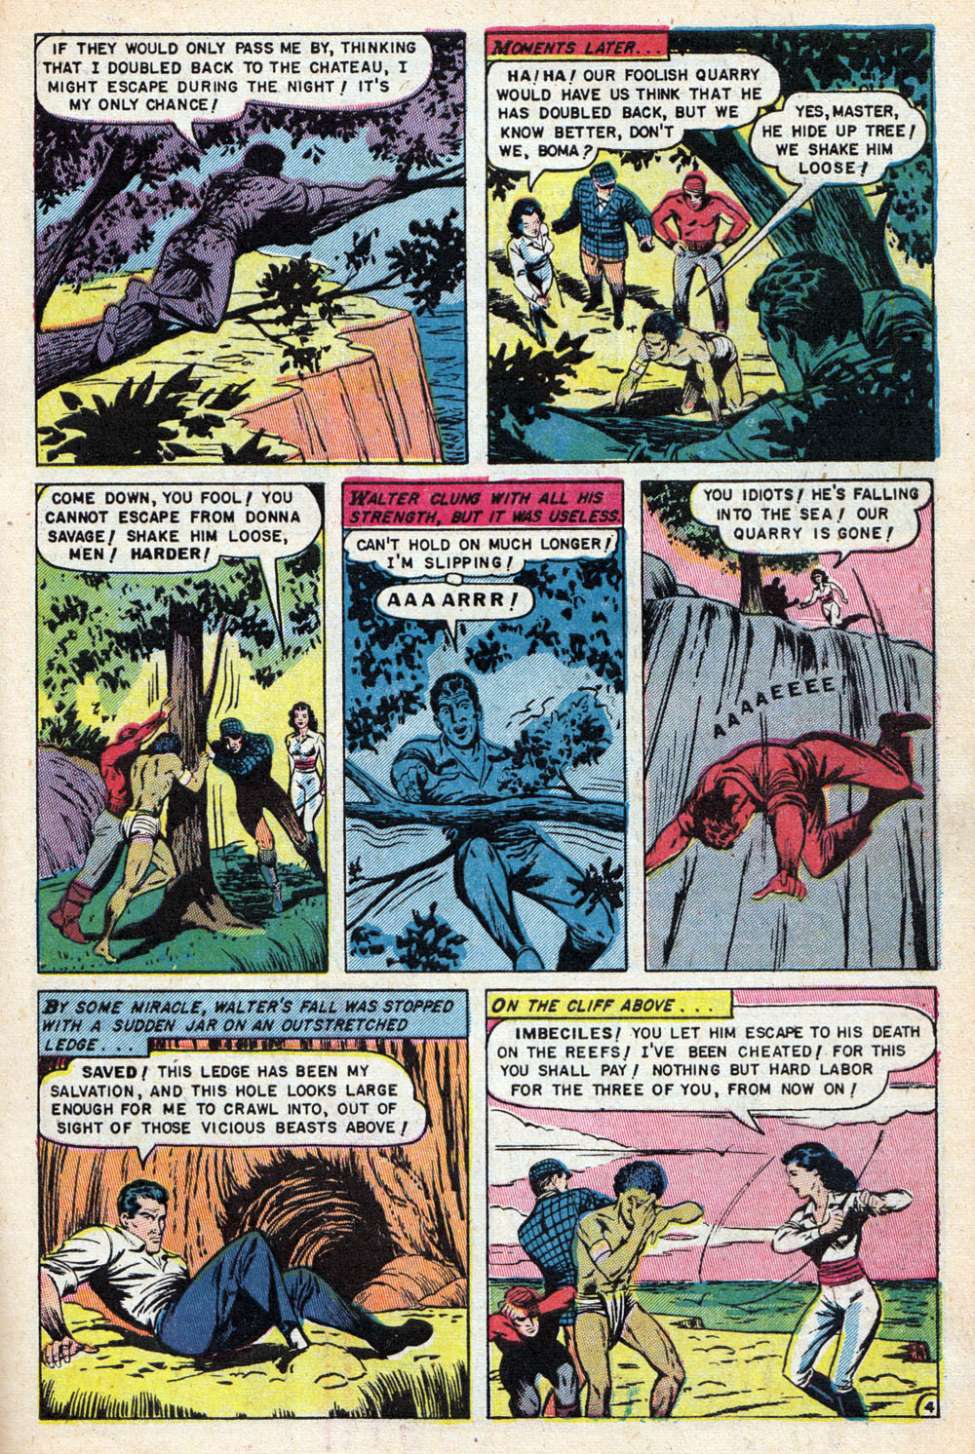 IF THEY WOULD ONLY PASS ME BY, THINKING
THAT I DOUBLED BACK TO THE CHATEAU, I
MIGHT ESCAPE DURING THE NIGHT! IT'S
MY ONLY CHANCE!
MOMENTS LATER...
HA! HA! OUR FOOLISH QUARRY
WOULD HAVE US THINK THAT HE
HAS DOUBLED BACK, BUT WE
KNOW BETTER, DON'T
WE, BOMA?
YES, MASTER,
HE HIDE UP TREE!
WE SHAKE HIM
LOOSE!
COME DOWN, YOU FOOL! YOU
CANNOT ESCAPE FROM DONNA
SAVAGE! SHAKE HIM LOOSE,
MEN! HARDER!
WALTER CLUNG WITH ALL HIS
STRENGTH, BUT IT WAS USELESS.
CAN'T HOLD ON MUCH LONGER!
I'M SLIPPING!
AAAARRR!
YOU IDIOTS! HE'S FALLING
INTO THE SEA! OUR
QUARRY IS GONE!
AAAAEEEE!
BY SOME MIRACLE, WALTER'S FALL WAS STOPPED
WITH A SUDDEN JAR ON AN OUTSTRETCHED
LEDGE...
SAVED! THIS LEDGE HAS BEEN MY
SALVATION, AND THIS HOLE LOOKS LARGE
ENOUGH FOR ME TO CRAWL INTO, OUT OF
SIGHT OF THOSE VICIOUS BEASTS ABOVE!
ON THE CLIFF ABOVE...
IMBECILES! YOU LET HIM ESCAPE TO HIS DEATH
ON THE REEFS! I'VE BEEN CHEATED! FOR THIS
YOU SHALL PAY! NOTHING BUT HARD LABOR
FOR THE THREE OF YOU, FROM NOW ON!
4